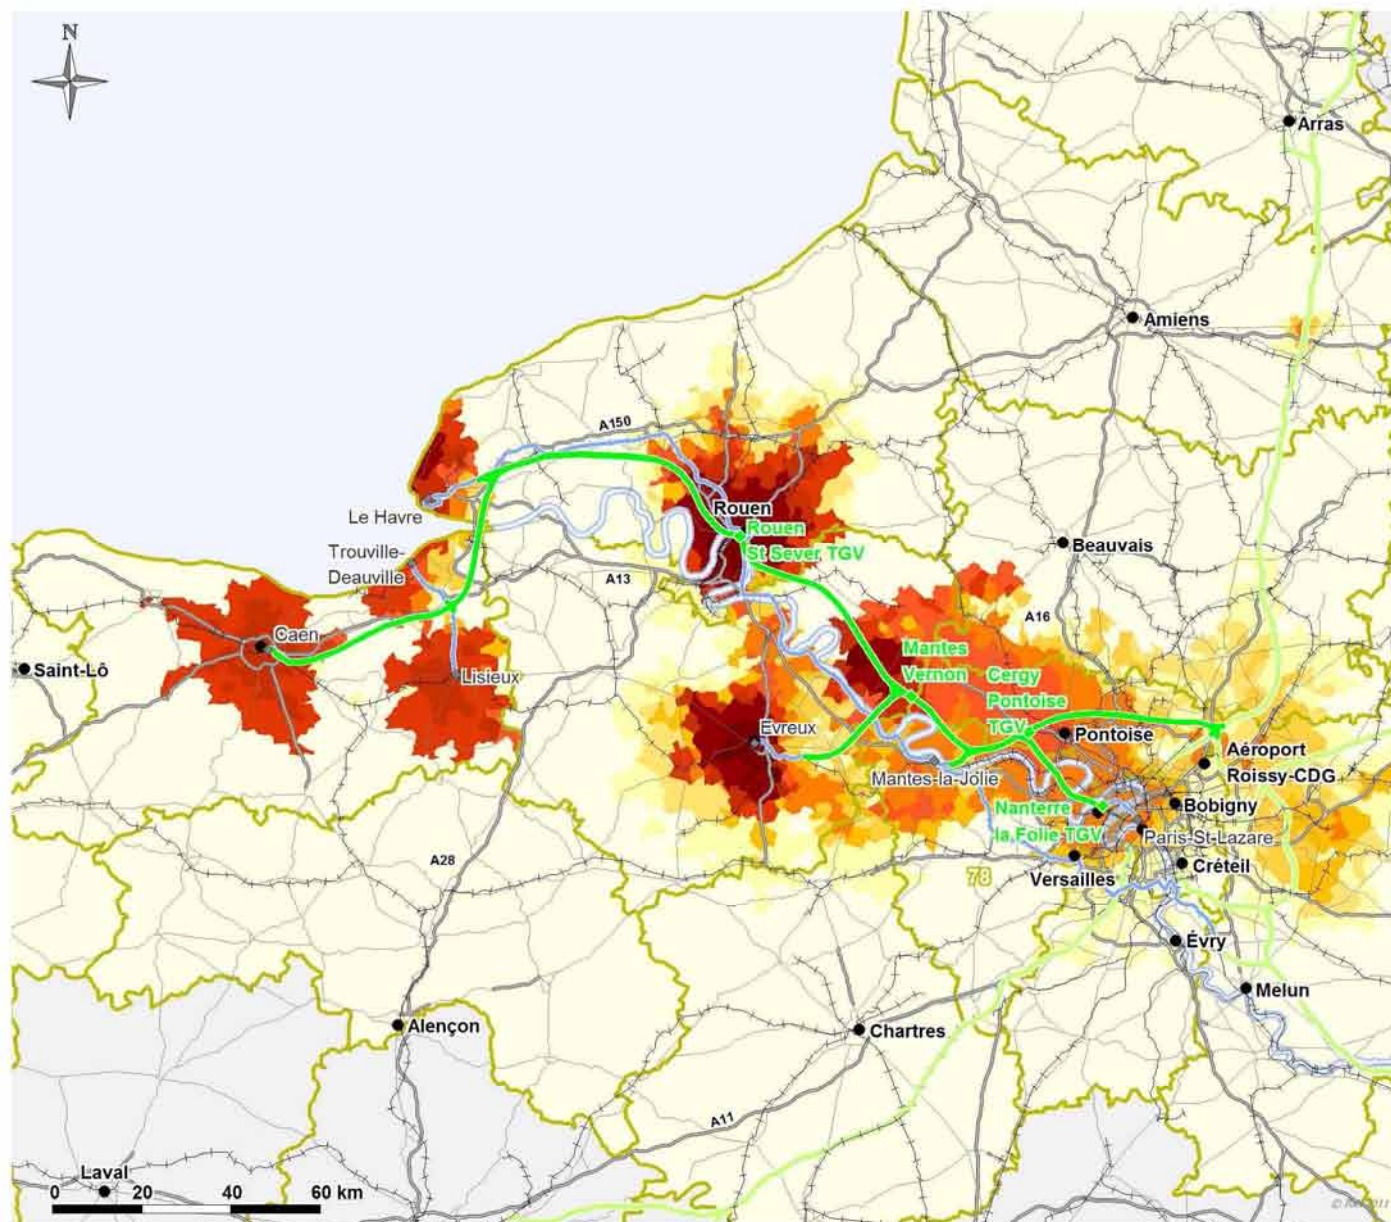 N
Arras
Amiens
A150
Le Havre
Rouen
Rouen
St Sever TGV
Trouville-
Deauville
A13
Beauvais
A16
Caen
Saint-Lô
Lisieux
Mantes
Vernon
Cergy
Pontoise
TGV
Evreux
Pontoise
Mantes-la-Jolie
Aéroport
Roissy-CDG
Nanterre
la Folie TGV
Bobigny
Paris-St-Lazare
A28
78
Versailles
Créteil
Évry
Melun
Alençon
Chartres
A11
Laval
0 20 40 60 km